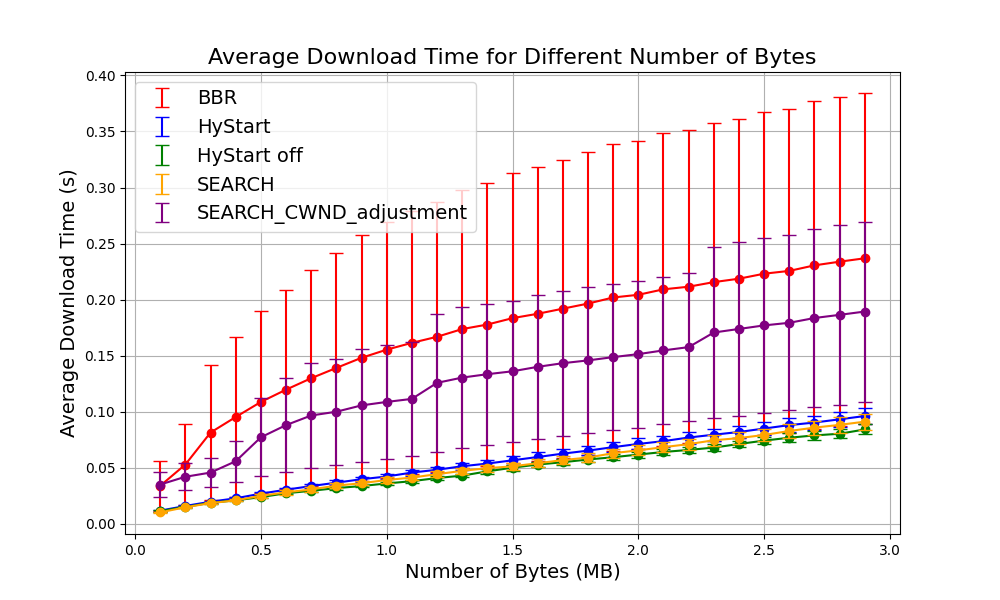 Average Download Time for Different Number of Bytes
Average Download Time (s)
0.40
0.35
0.30
0.25
0.20
0.15
0.10
0.05
0.00
BBR
HyStart
HyStart off
SEARCH
SEARCH_CWND_adjustment
0.0 0.5 1.0 1.5 2.0 2.5 3.0
Number of Bytes (MB)